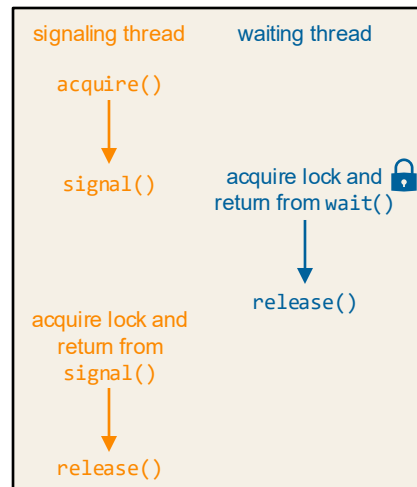 signaling thread
waiting thread
acquire()
signal()
acquire lock and
return from wait()
release()
acquire lock and
return from
signal()
release()